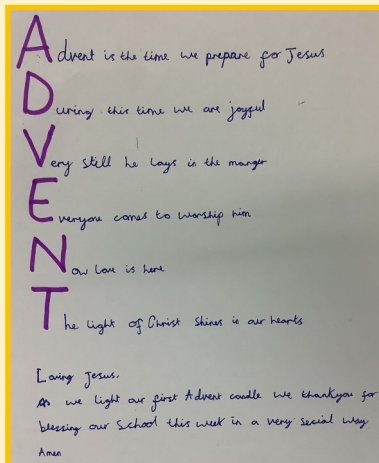 Advent is the time we prepare for Jesus
During this time we are joyful
Very still he lays in the manger
Everyone comes to worship him
Now Love is here
The light of Christ shines in our hearts
Loving Jesus.
As we light our first Advent candle we thankyou for
blessing our School this week in a very secial way
Amen